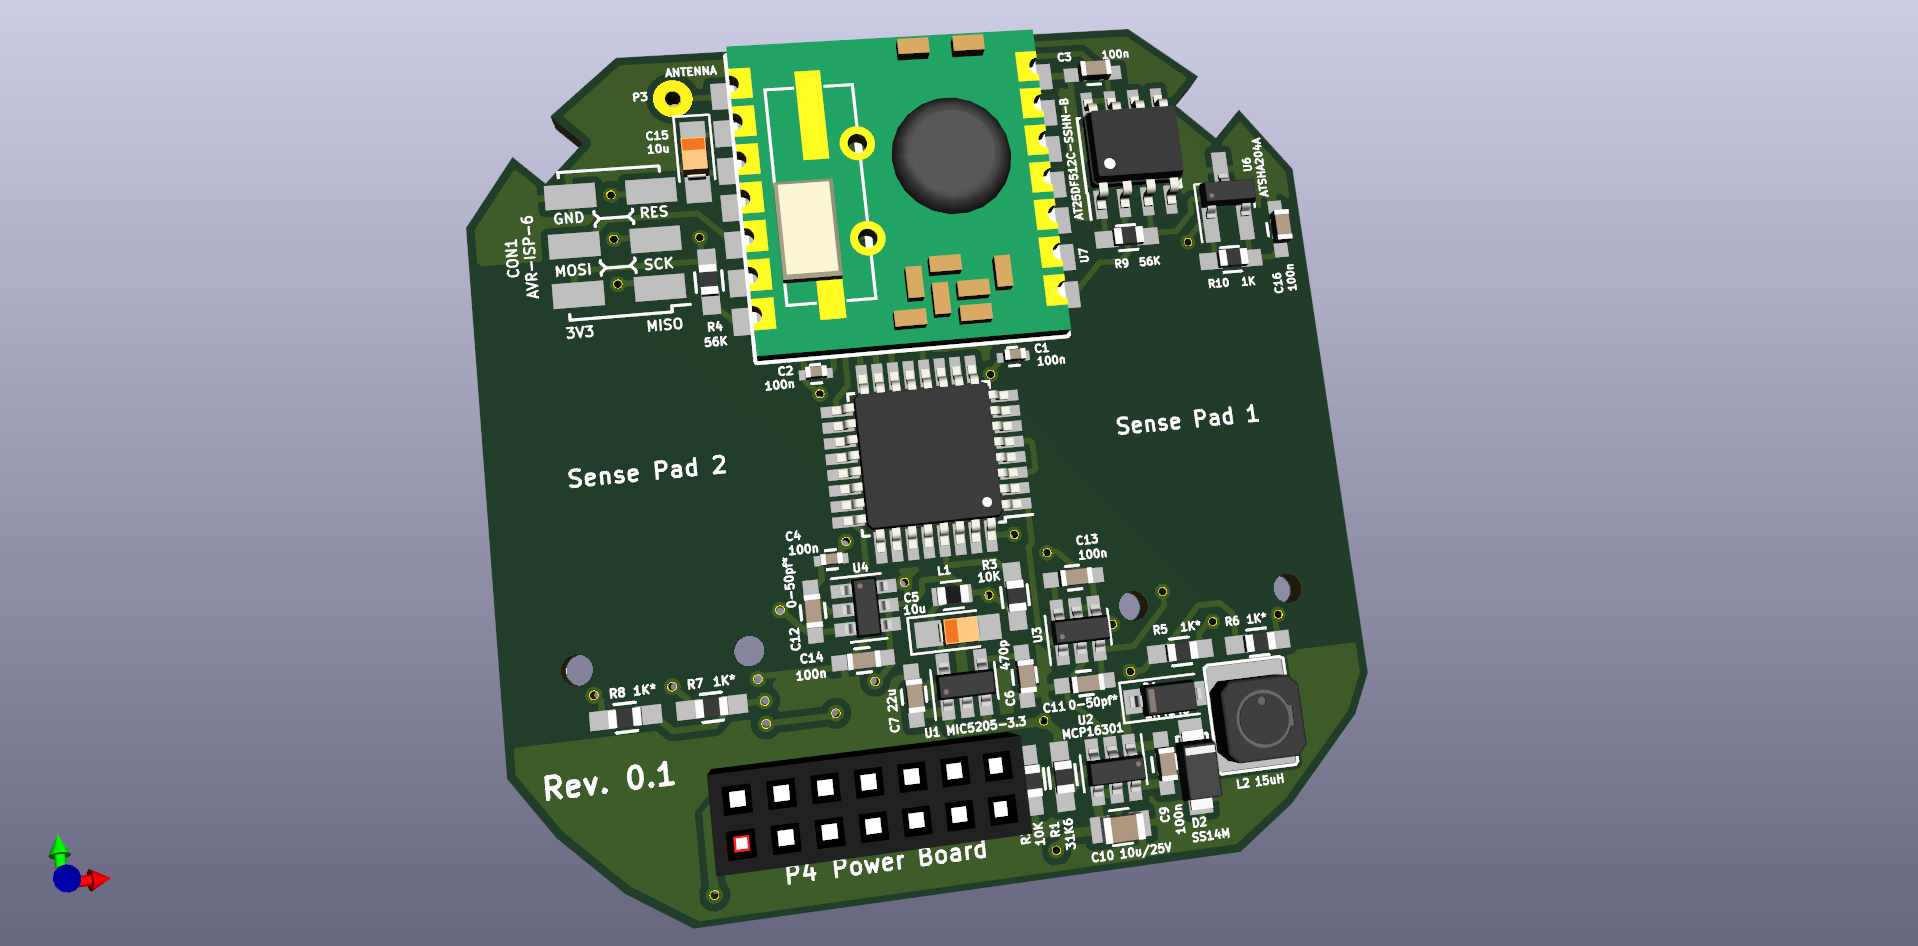 ANTENNA
P3
C15
10u
C3
100n
AT25DF512C-SSHN-B
U7
U6
ATSHA204A
GND
RES
CON1
AVR-ISP-6
MOSI
SCK
3V3
MISO
R4
56K
R9 56K
R10 1K
C16
100n
C2
100n
C1
100n
Sense Pad 1
Sense Pad 2
C4
100n
0-50pf*
C12
U4
L1
R3
10K
C13
100n
C5
10u
C14
100n
U3
470p
C6
R5 1K*
R6 1K*
R8 1K*
R7 1K*
C7 22u
U1 MIC5205-3.3
C11 0-50pf*
U2
MCP16301
Rev. 0.1
L2 15uH
10K
R1
31K6
C9
100n
D2
SS14M
C10 10u/25V
P4 Power Board